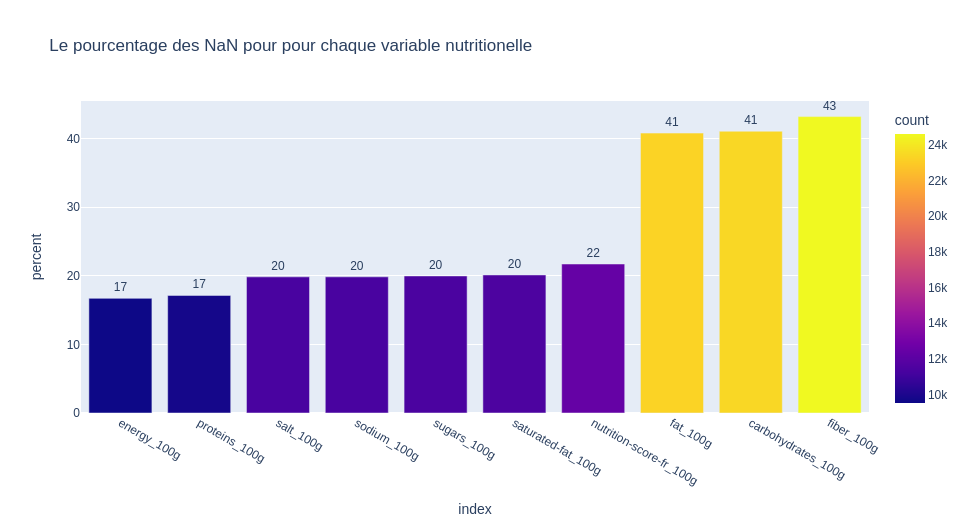 Le pourcentage des NaN pour pour chaque variable nutritionelle
count
percent
40
30
20
10
0
17
17
20
20
20
20
22
41
41
43
24k
22k
20k
18k
16k
14k
12k
10k
energy_100g
proteins_100g
salt_100g
sodium_100g
sugars_100g
saturated-fat_100g
nutrition-score-fr_100g
fat_100g
carbohydrates_100g
fiber_100g
index